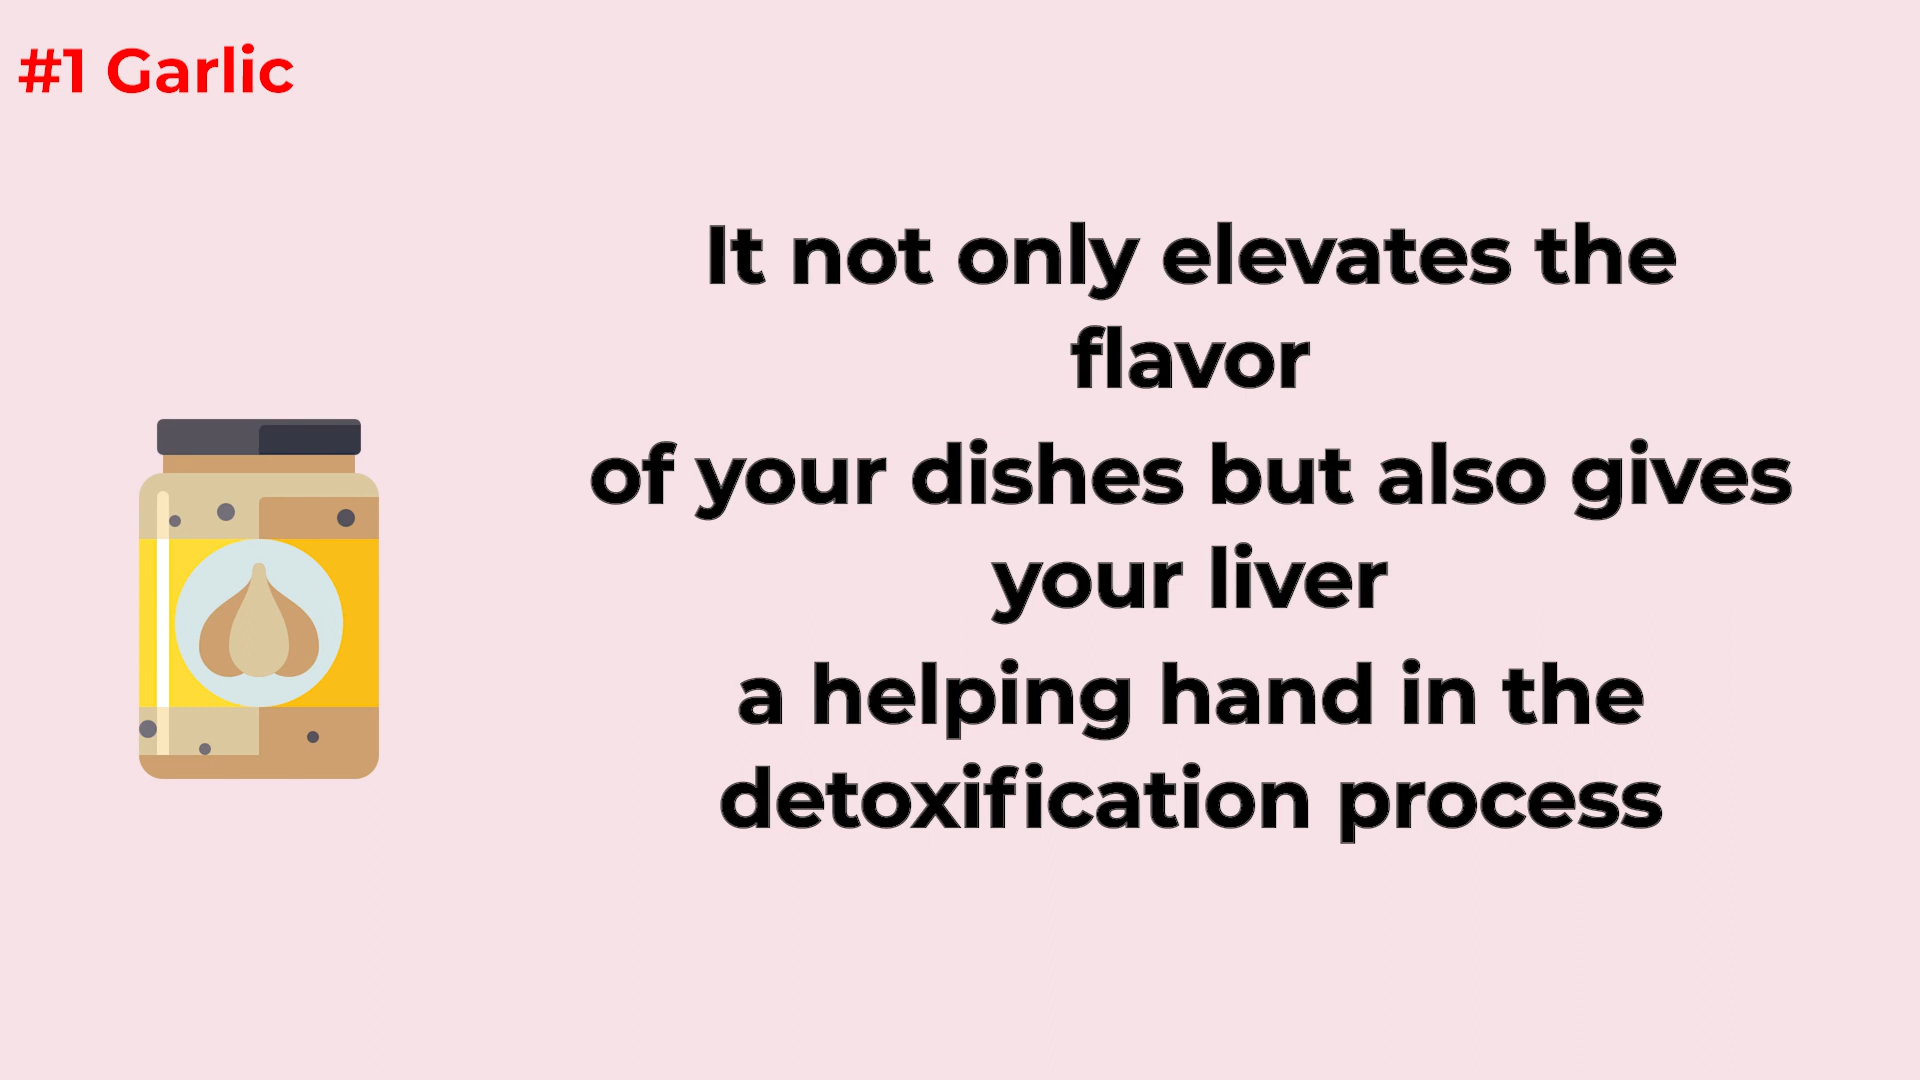 #1 Garlic
It not only elevates the
flavor
of your dishes but also gives
your liver
a helping hand in the
detoxification process